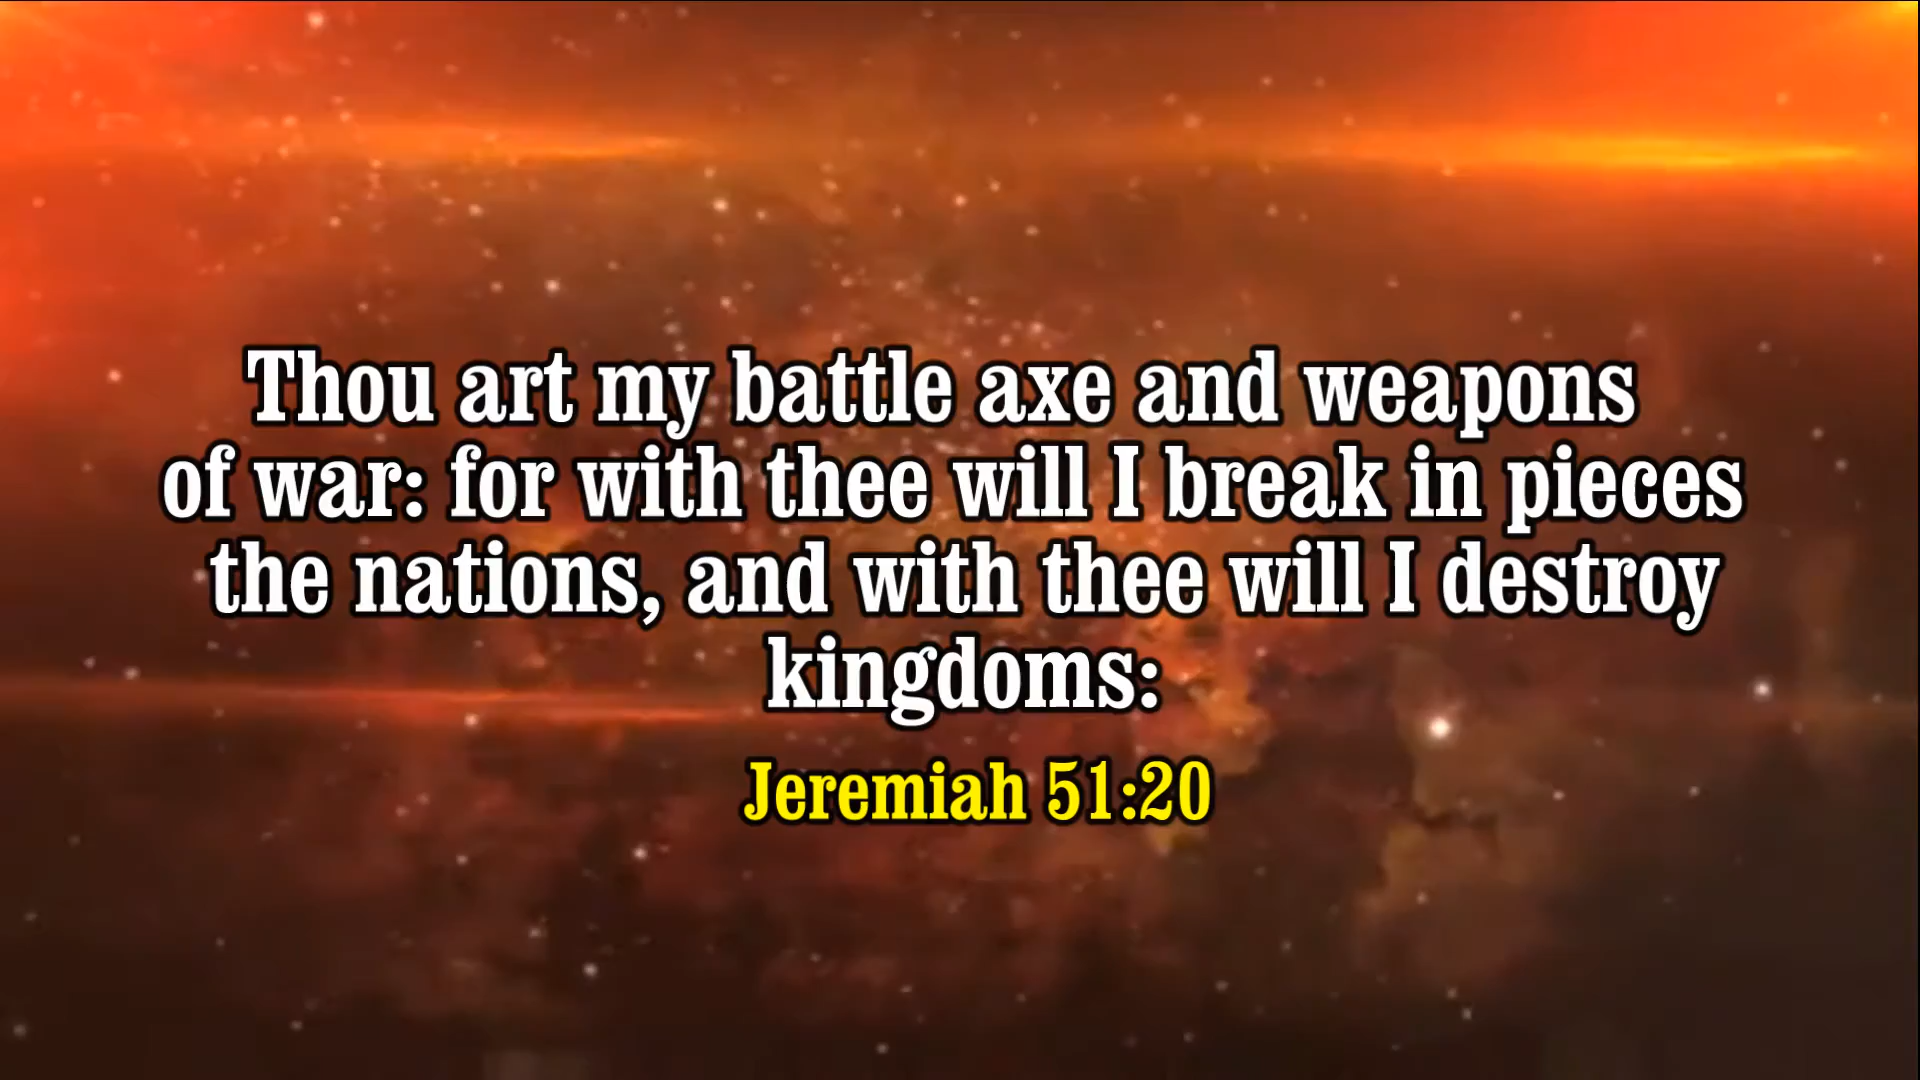 Thou art my battle axe and weapons
of war: for with thee will I break in pieces
the nations, and with thee will I destroy
kingdoms:
Jeremiah 51:20